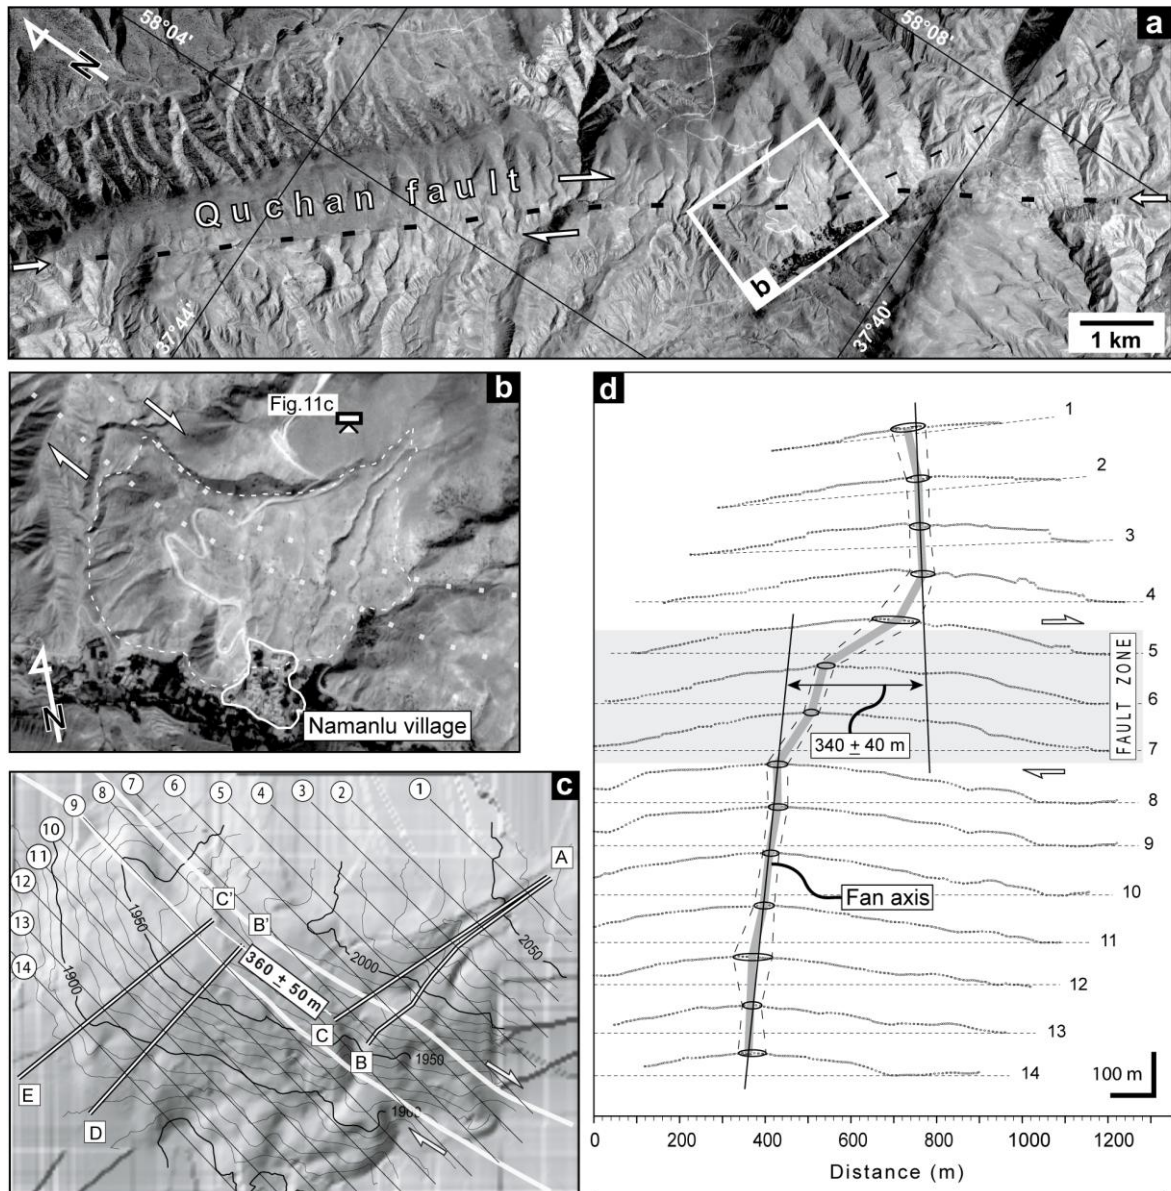 a
58°04'
58°08'
N
Quchan fault
b
37°44'
37°40'
1 km
b
Fig.11c
N
Namanlu village
c
9
8
7
6
5
4
3
2
1
10
11
12
13
14
A
C'
B'
1950
2050
2000
1900
360 ± 50 m
C
B
1950
1900
E
D
d
1
2
3
4
5
6
7
FAULT ZONE
340 ± 40 m
8
9
10
Fan axis
11
12
13
14
100 m
0 200 400 600 800 1000 1200
Distance (m)